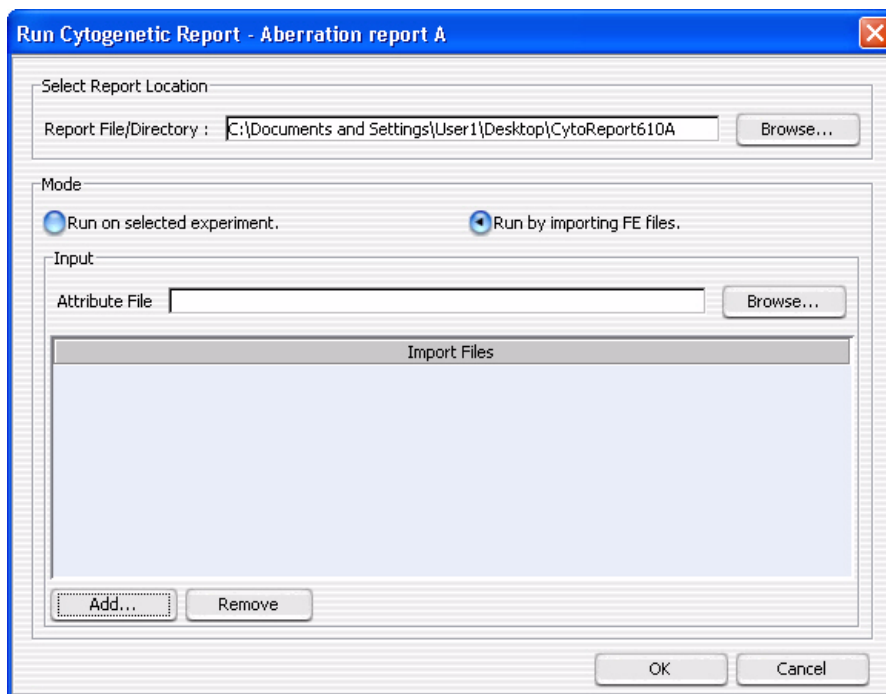 Run Cytogenetic Report - Aberration report A
Select Report Location
Report File/Directory : C:\Documents and Settings\User1\Desktop\CytoReport610A Browse...
Mode
Run on selected experiment. Run by importing FE files.
Input
Attribute File Browse...
Import Files
Add... Remove
OK Cancel